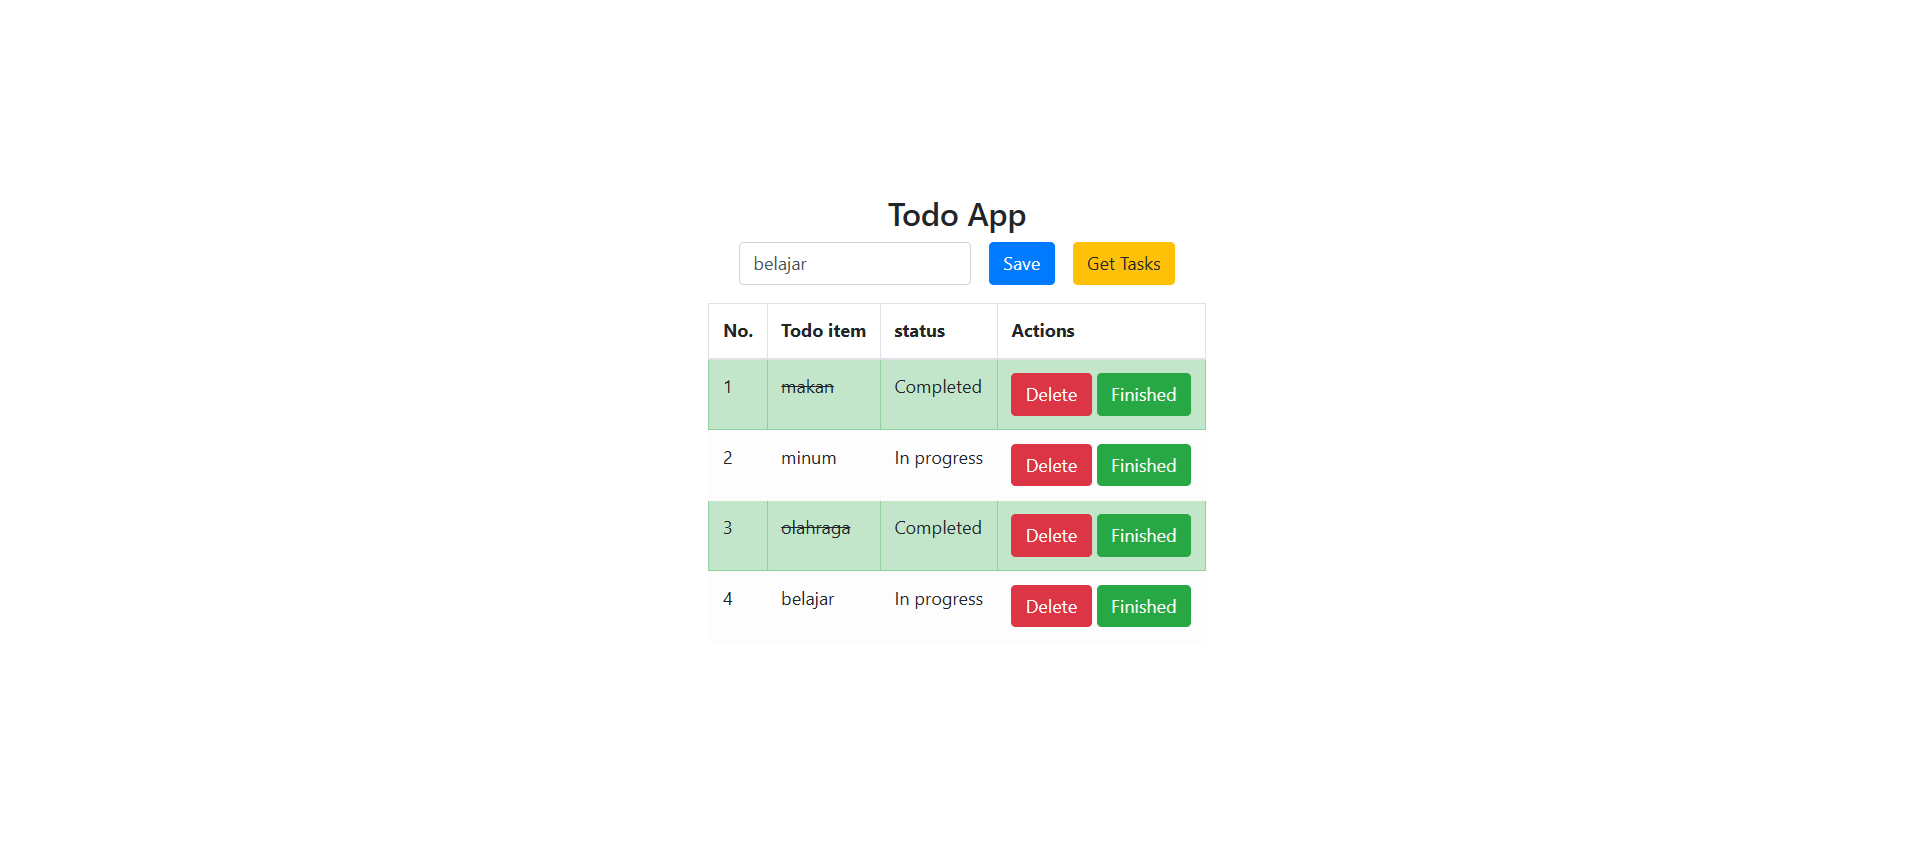 Todo App
belajar Save Get Tasks
No. Todo item status Actions
1 makan Completed Delete Finished
2 minum In progress Delete Finished
3 olahraga Completed Delete Finished
4 belajar In progress Delete Finished